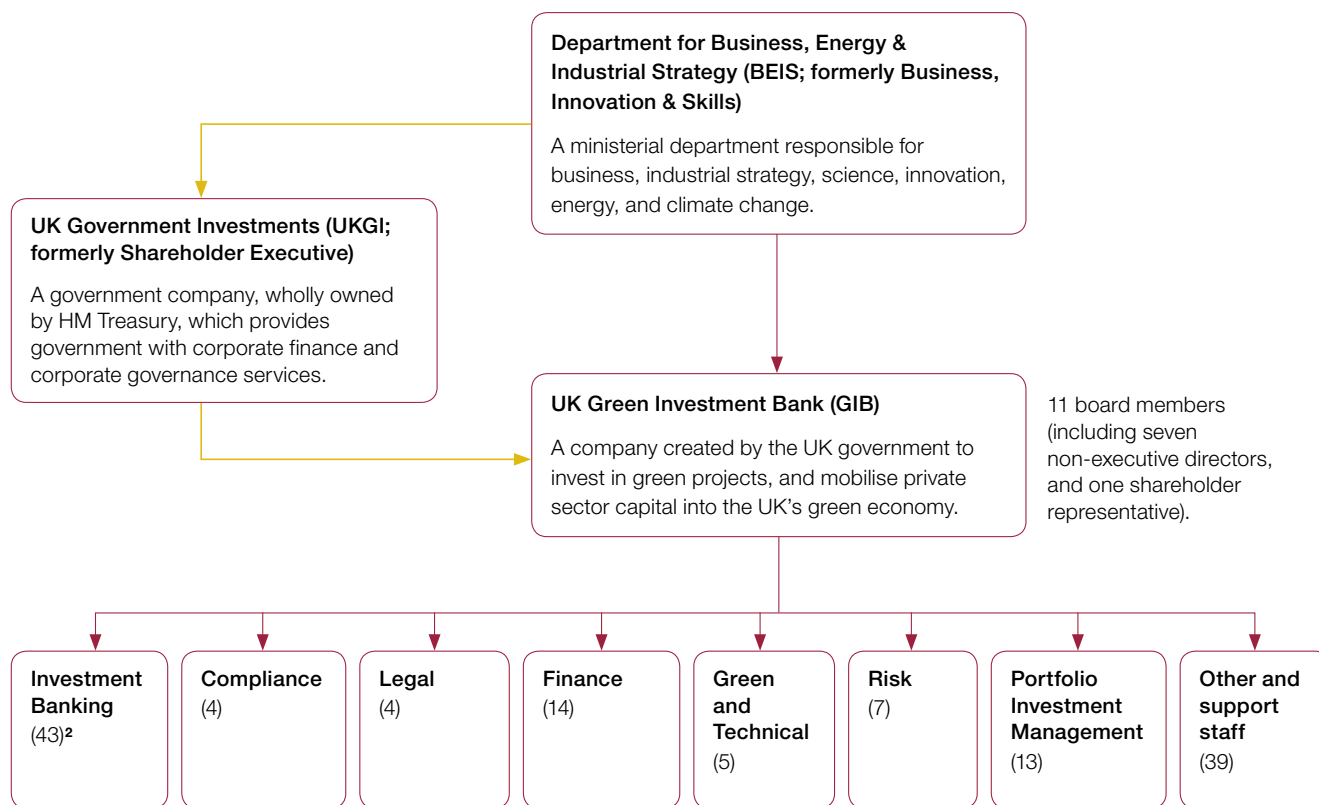 Department for Business, Energy &
Industrial Strategy (BEIS; formerly Business,
Innovation & Skills)
A ministerial department responsible for
business, industrial strategy, science, innovation,
energy, and climate change.
UK Government Investments (UKGI;
formerly Shareholder Executive)
A government company, wholly owned
by HM Treasury, which provides
government with corporate finance and
corporate governance services.
UK Green Investment Bank (GIB)
A company created by the UK government to
invest in green projects, and mobilise private
sector capital into the UK’s green economy.
11 board members
(including seven
non-executive directors,
and one shareholder
representative).
Investment
Banking
(43)²
Compliance
(4)
Legal
(4)
Finance
(14)
Green
and
Technical
(5)
Risk
(7)
Portfolio
Investment
Management
(13)
Other and
support
staff
(39)